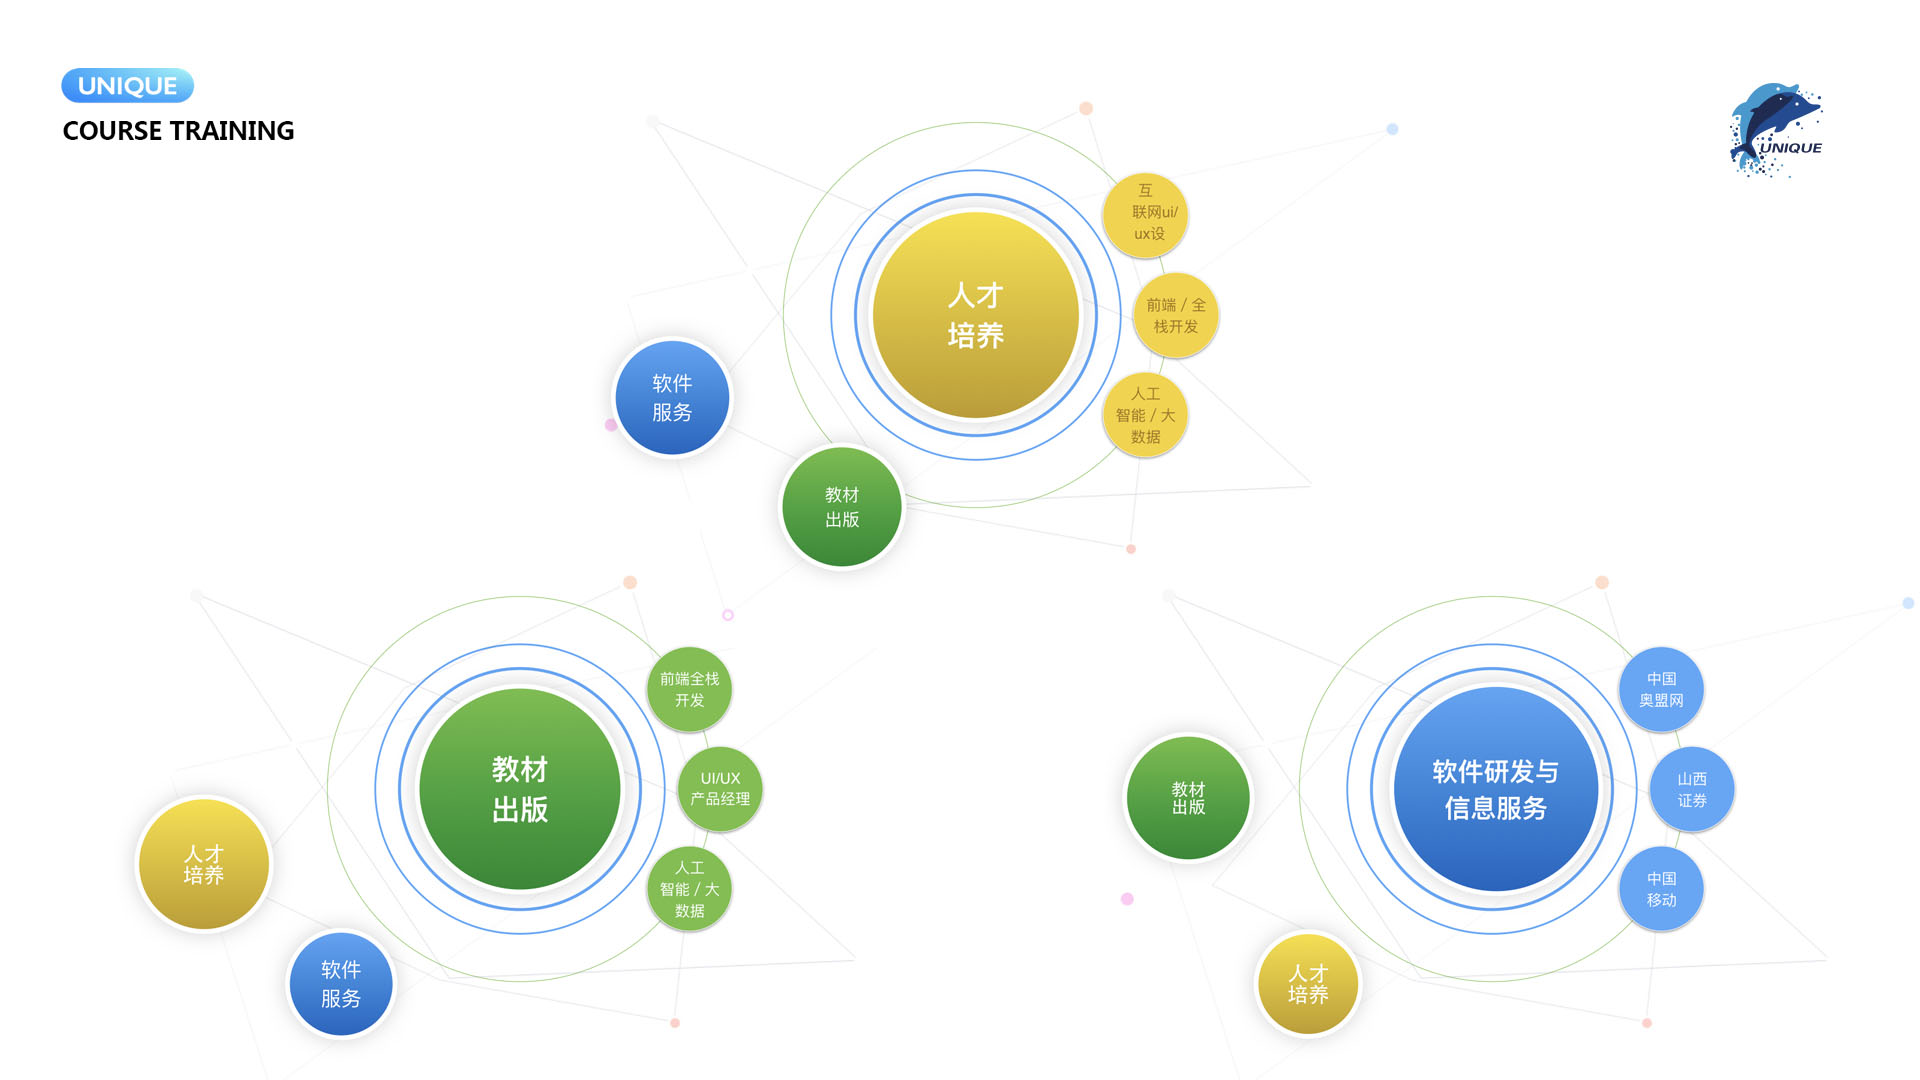 UNIQUE
COURSE TRAINING
UNIQUE
人才
培养
互
联网ui/
ux设
前端 / 全
栈开发
人工
智能 / 大
数据
软件
服务
教材
出版
教材
出版
前端全栈
开发
UI/UX
产品经理
人工
智能 / 大
数据
人才
培养
软件
服务
软件研发与
信息服务
中国
奥盟网
山西
证券
中国
移动
教材
出版
人才
培养